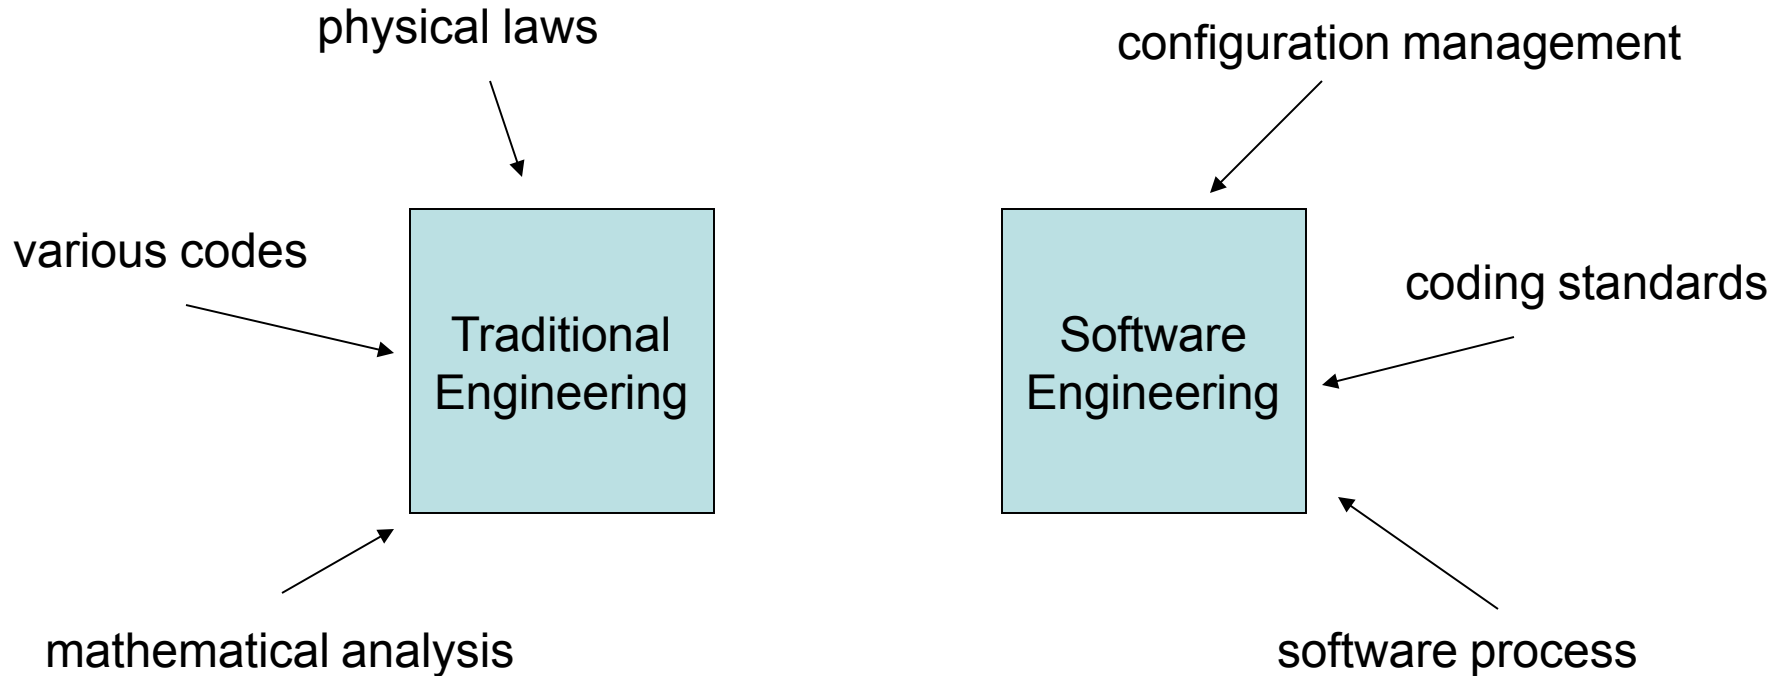 physical laws
configuration management
various codes
coding standards
Traditional
Engineering
Software
Engineering
mathematical analysis
software process